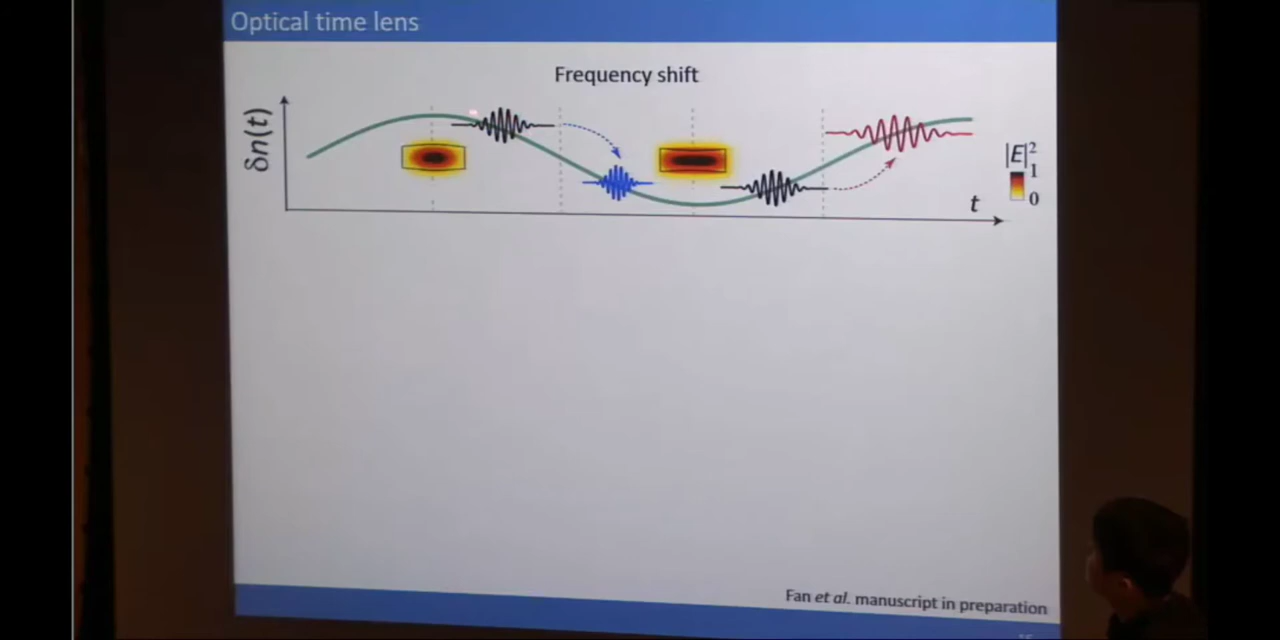 Optical time lens
Frequency shift
δn(t)
|E|²
1
0
t
Fan et al. manuscript in preparation